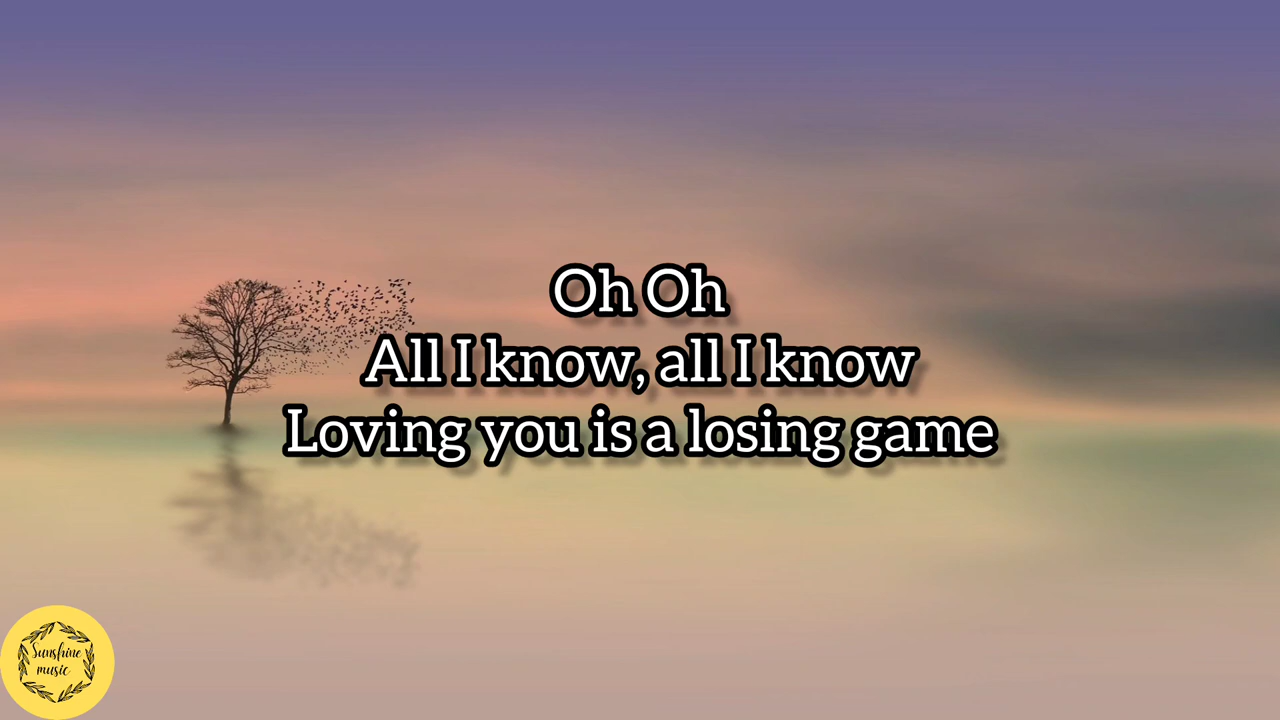 Oh Oh
All I know, all I know
Loving you is a losing game
Sunshine
music